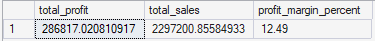 total_profit total_sales profit_margin_percent
1 286817.020810917 2297200.85584933 12.49